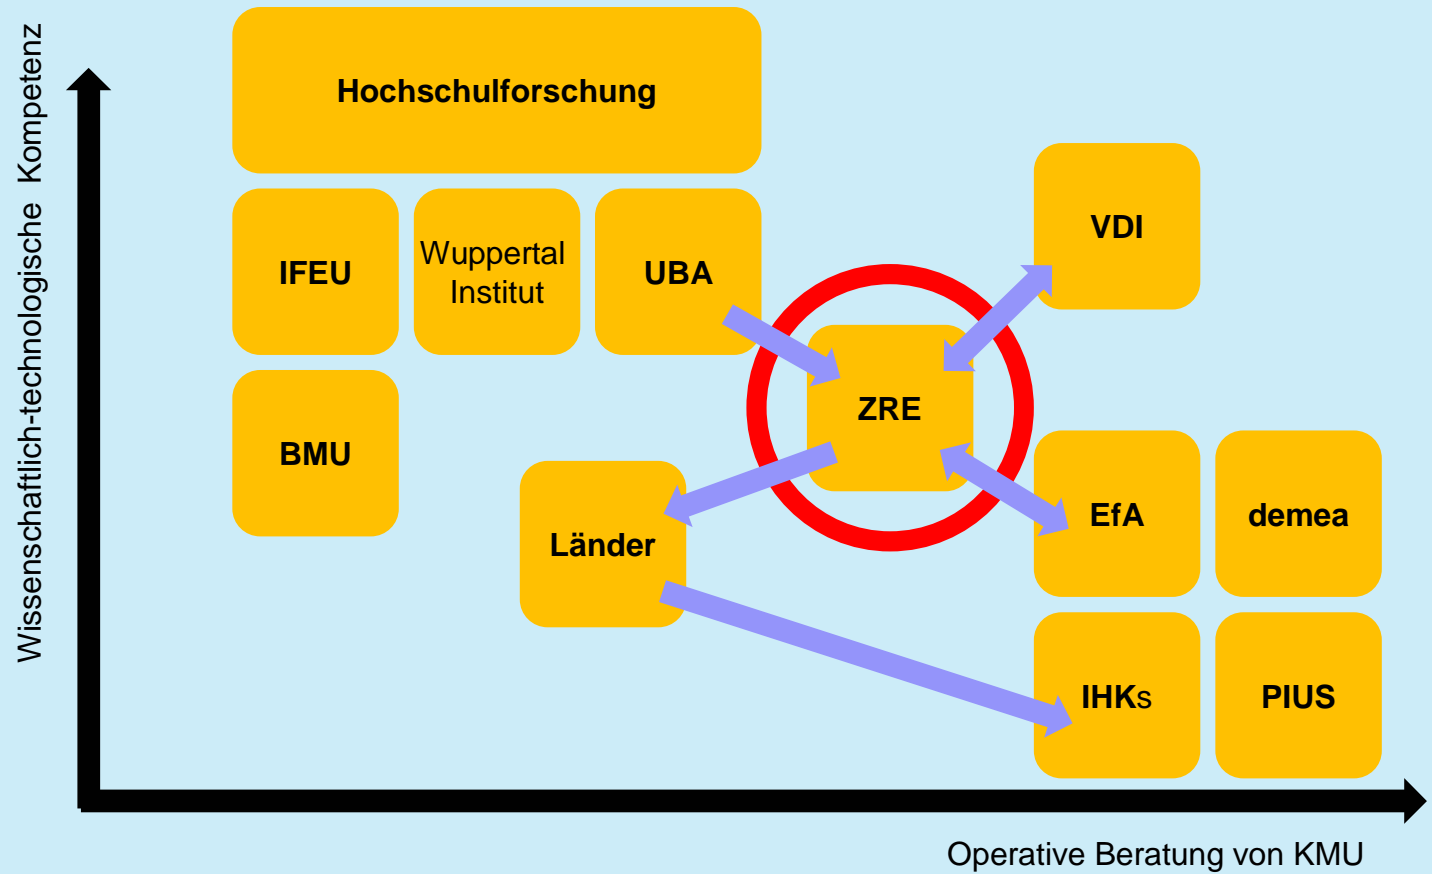 Wissenschaftlich-technologische Kompetenz
Hochschulforschung
VDI
IFEU
Wuppertal
Institut
UBA
ZRE
BMU
EfA
demea
Länder
IHKs
PIUS
Operative Beratung von KMU